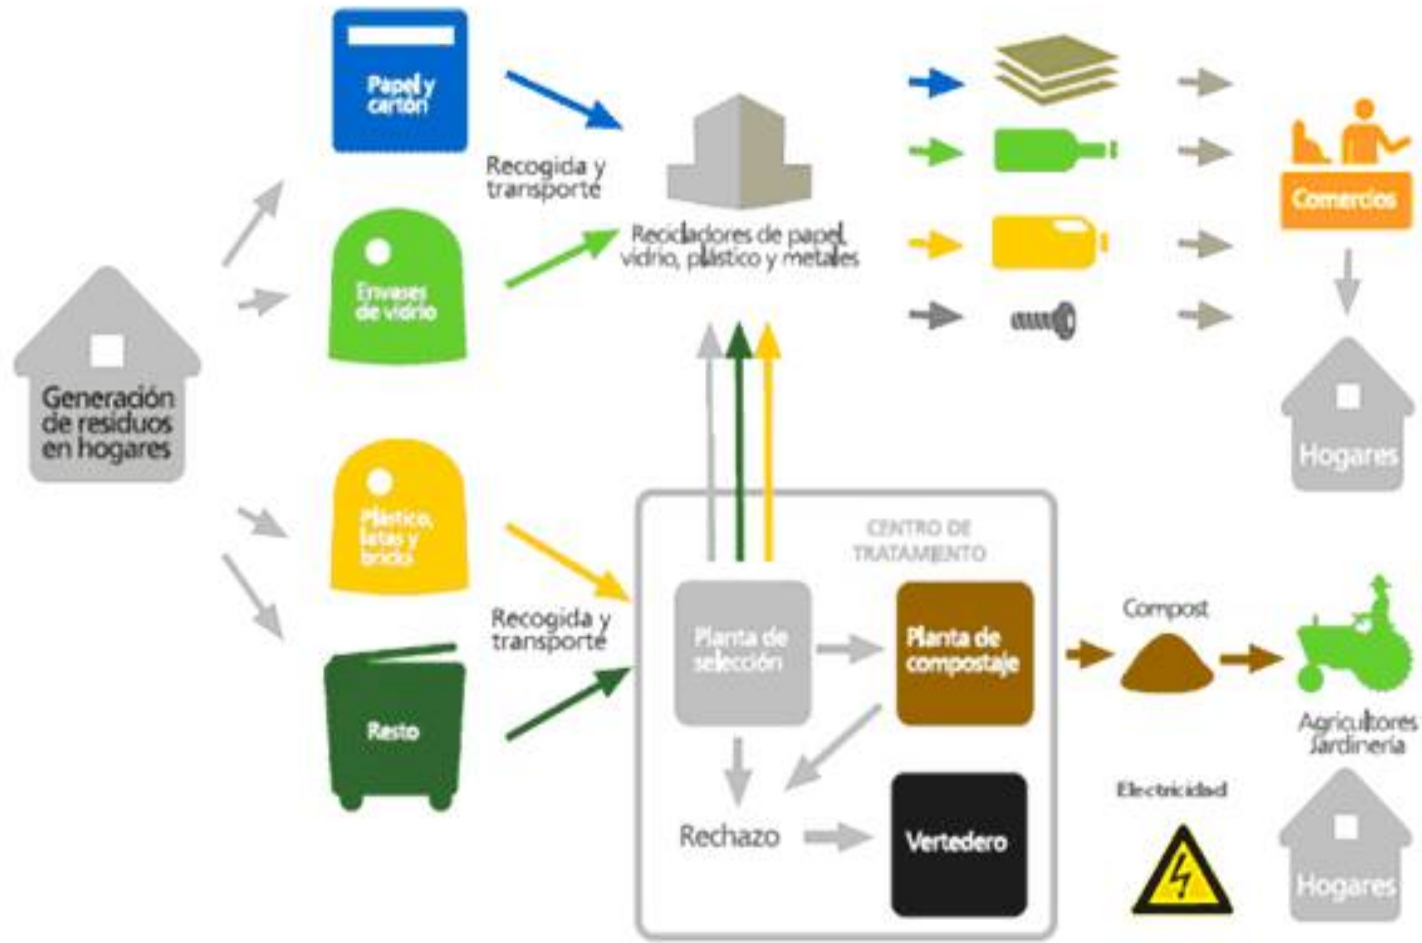 Papel y
cartón
Recogida y
transporte
Envases
de vidrio
Generación
de residuos
en hogares
Recicladores de papel,
vidrio, plástico y metales
Comercios
Hogares
Plástico,
latas y
bricks
Recogida y
transporte
Resto
CENTRO DE
TRATAMIENTO
Planta de
selección
Planta de
compostaje
Rechazo
Vertedero
Compost
Agricultores
Jardinería
Electricidad
Hogares